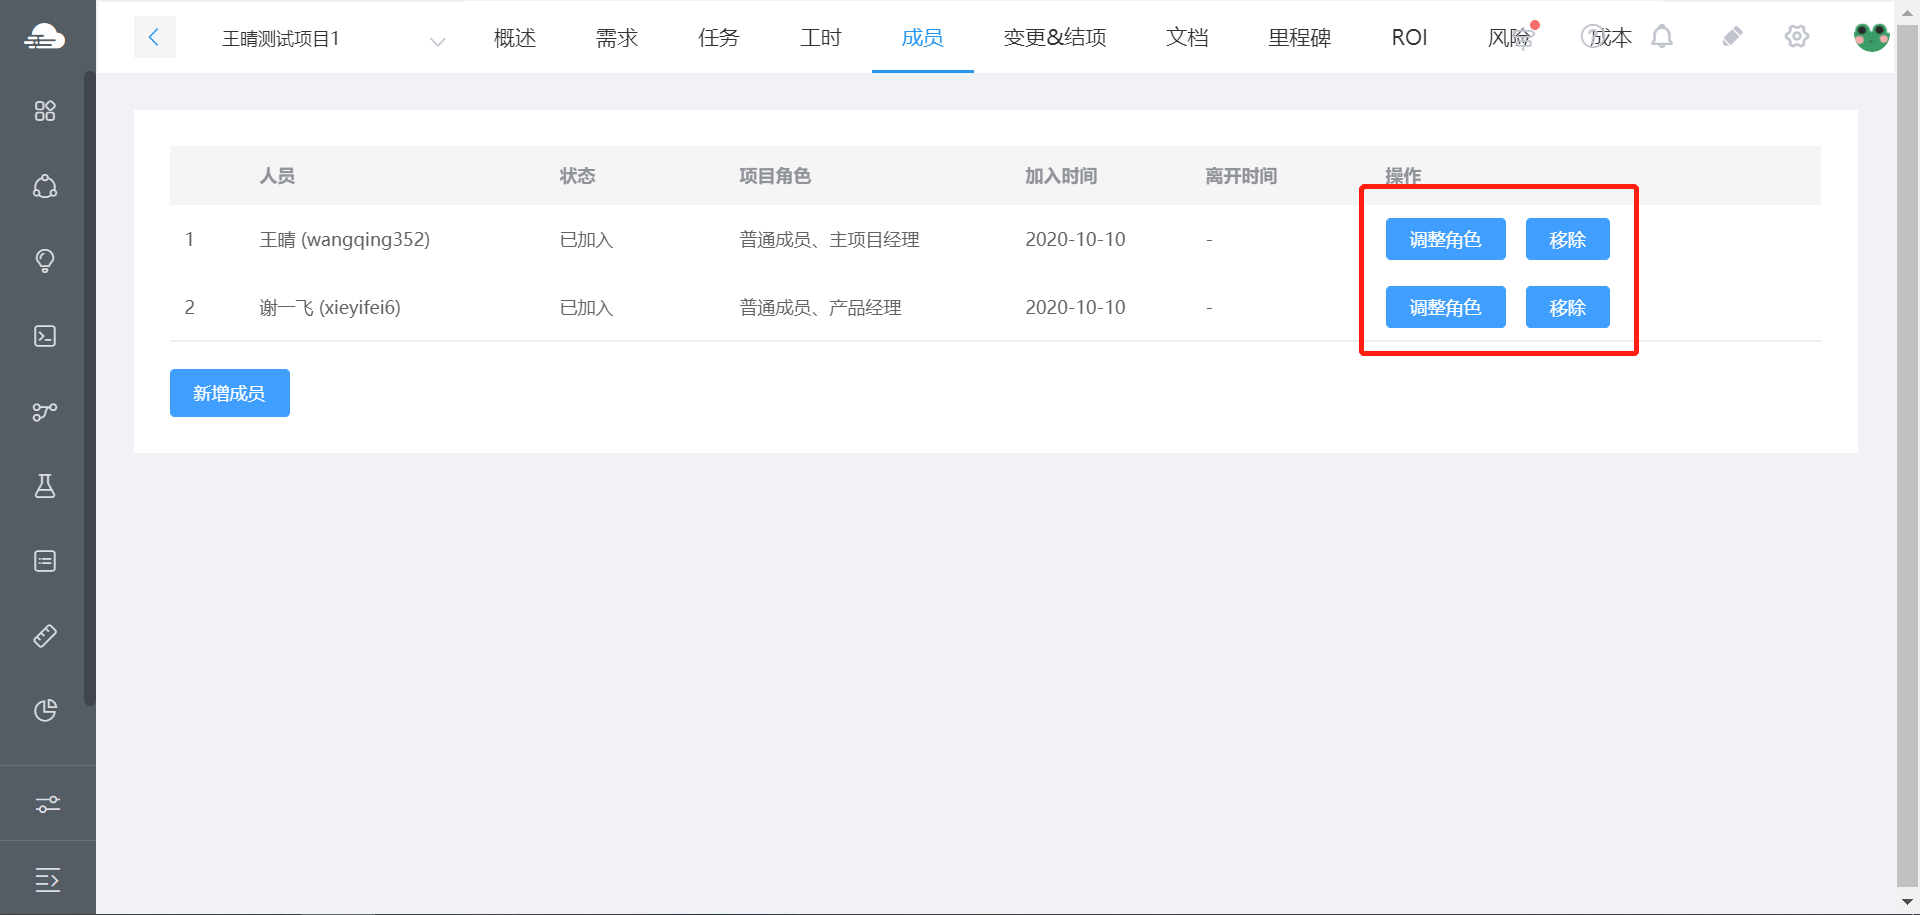 王晴测试项目1 概述 需求 任务 工时 成员 变更&结项 文档 里程碑 ROI 风险 成本
人员 状态 项目角色 加入时间 离开时间 操作
1 王晴 (wangqing352) 已加入 普通成员、主项目经理 2020-10-10 - 调整角色 移除
2 谢一飞 (xieyifei6) 已加入 普通成员、产品经理 2020-10-10 - 调整角色 移除
新增成员